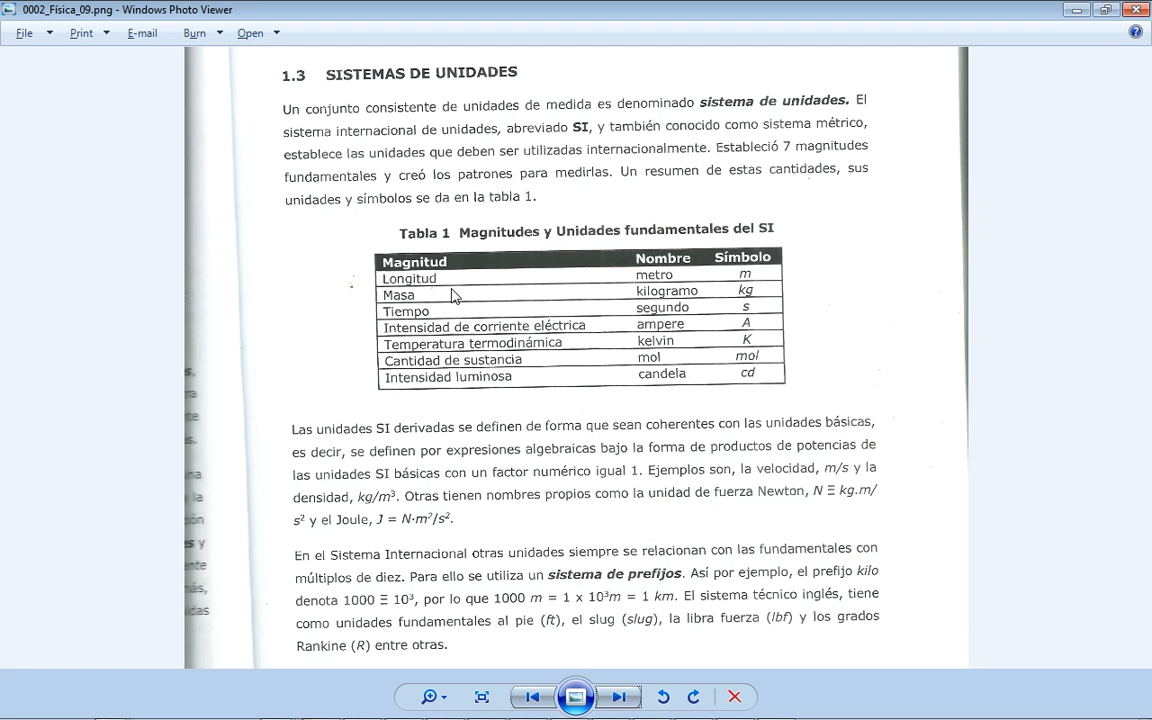 0002_Física_09.png - Windows Photo Viewer
File Print E-mail Burn Open
1.3 SISTEMAS DE UNIDADES
Un conjunto consistente de unidades de medida es denominado sistema de unidades. El
sistema internacional de unidades, abreviado SI, y también conocido como sistema métrico,
establece las unidades que deben ser utilizadas internacionalmente. Estableció 7 magnitudes
fundamentales y creó los patrones para medirlas. Un resumen de estas cantidades, sus
unidades y símbolos se da en la tabla 1.
Tabla 1 Magnitudes y Unidades fundamentales del SI
Magnitud Nombre Símbolo
Longitud metro m
Masa kilogramo kg
Tiempo segundo s
Intensidad de corriente eléctrica ampere A
Temperatura termodinámica kelvin K
Cantidad de sustancia mol mol
Intensidad luminosa candela cd
Las unidades SI derivadas se definen de forma que sean coherentes con las unidades básicas,
es decir, se definen por expresiones algebraicas bajo la forma de productos de potencias de
las unidades SI básicas con un factor numérico igual 1. Ejemplos son, la velocidad, m/s y la
densidad, kg/m³. Otras tienen nombres propios como la unidad de fuerza Newton, N Ξ kg.m/
s² y el Joule, J = N·m²/s².
En el Sistema Internacional otras unidades siempre se relacionan con las fundamentales con
múltiplos de diez. Para ello se utiliza un sistema de prefijos. Así por ejemplo, el prefijo kilo
denota 1000 Ξ 10³, por lo que 1000 m = 1 x 10³m = 1 km. El sistema técnico inglés, tiene
como unidades fundamentales al pie (ft), el slug (slug), la libra fuerza (lbf) y los grados
Rankine (R) entre otras.